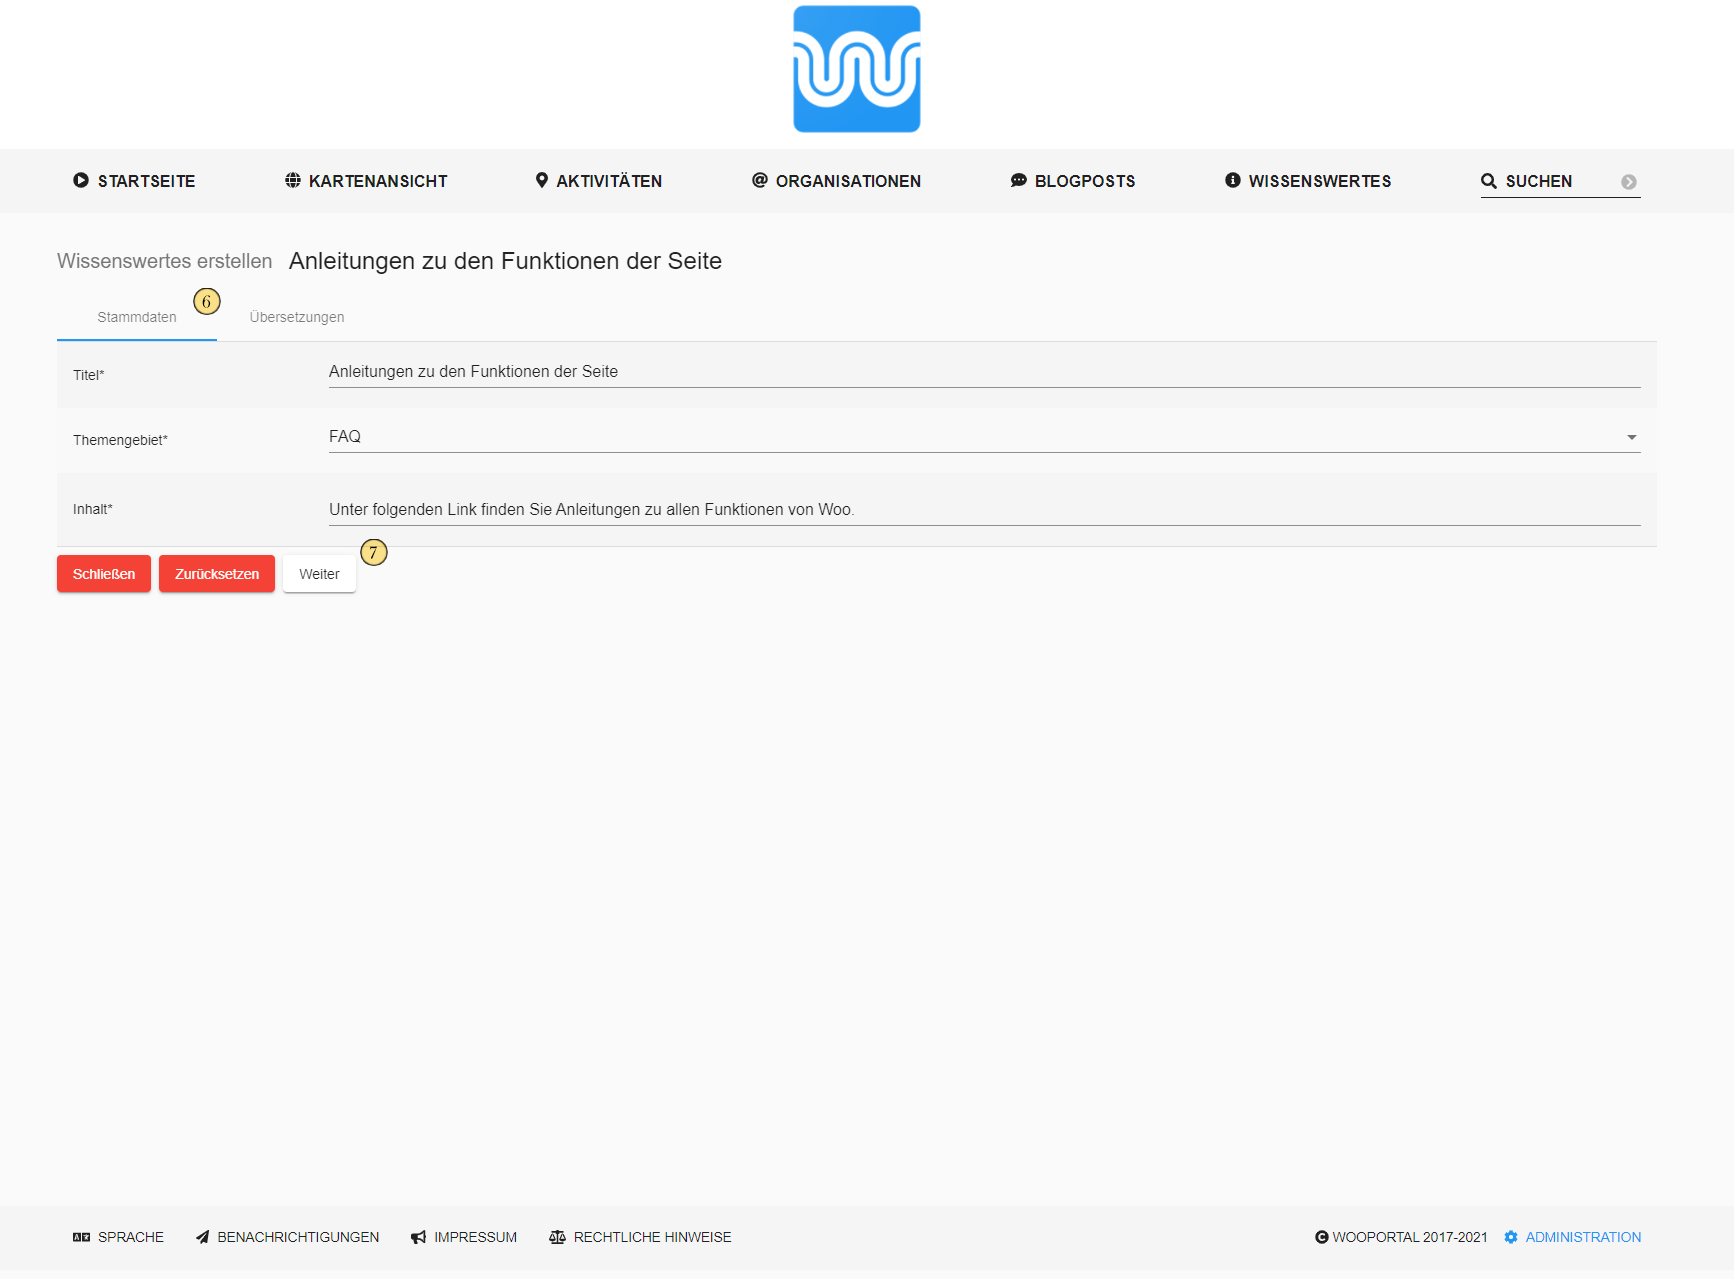 STARTSEITE KARTENANSICHT AKTIVITÄTEN ORGANISATIONEN BLOGPOSTS WISSENSWERTES SUCHEN
Wissenswertes erstellen Anleitungen zu den Funktionen der Seite
6
Stammdaten Übersetzungen
Titel* Anleitungen zu den Funktionen der Seite
Themengebiet* FAQ
Inhalt* Unter folgenden Link finden Sie Anleitungen zu allen Funktionen von Woo.
7
Schließen Zurücksetzen Weiter
SPRACHE BENACHRICHTIGUNGEN IMPRESSUM RECHTLICHE HINWEISE WOOPORTAL 2017-2021 ADMINISTRATION